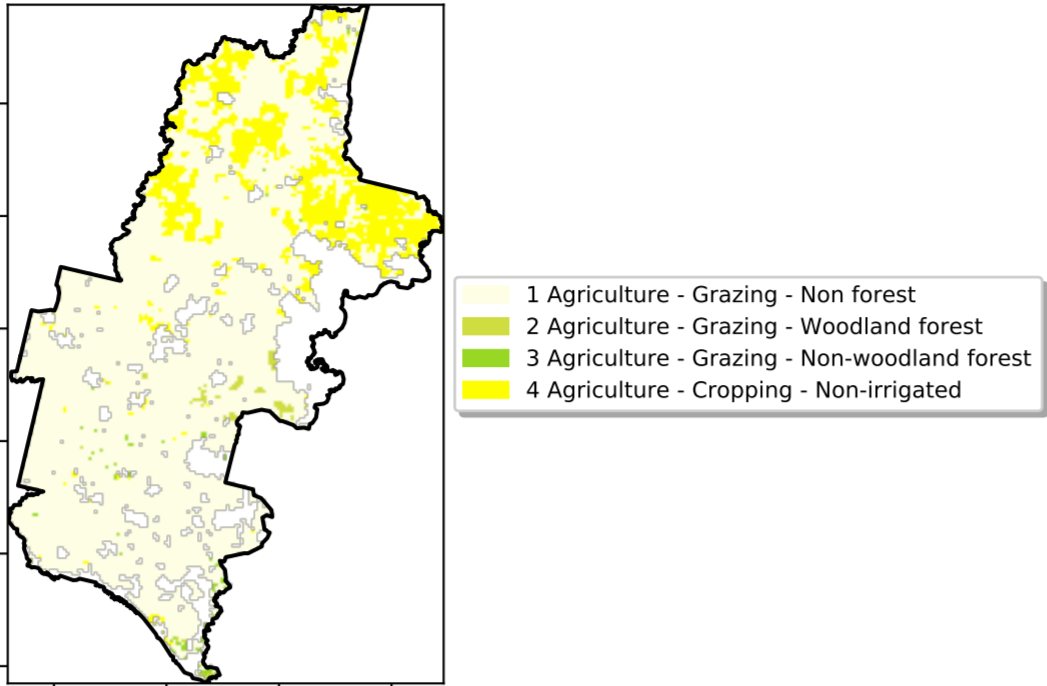 1 Agriculture - Grazing - Non forest
2 Agriculture - Grazing - Woodland forest
3 Agriculture - Grazing - Non-woodland forest
4 Agriculture - Cropping - Non-irrigated